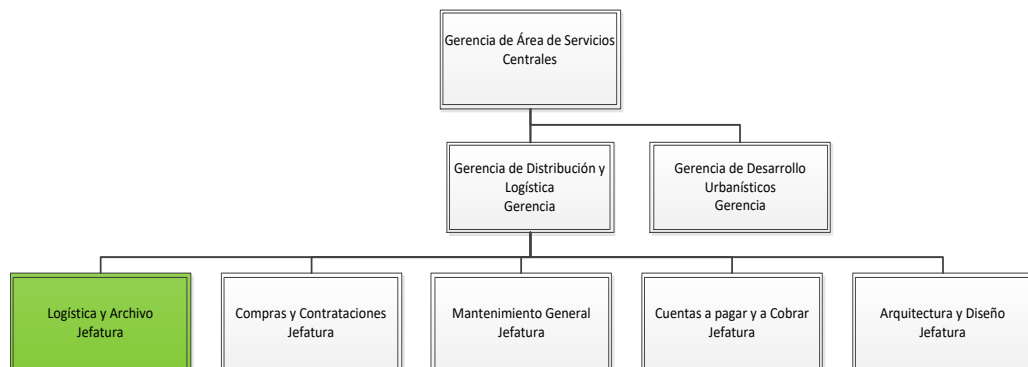 Gerencia de Área de Servicios
Centrales
Gerencia de Distribución y
Logística
Gerencia
Gerencia de Desarrollo
Urbanísticos
Gerencia
Logística y Archivo
Jefatura
Compras y Contrataciones
Jefatura
Mantenimiento General
Jefatura
Cuentas a pagar y a Cobrar
Jefatura
Arquitectura y Diseño
Jefatura